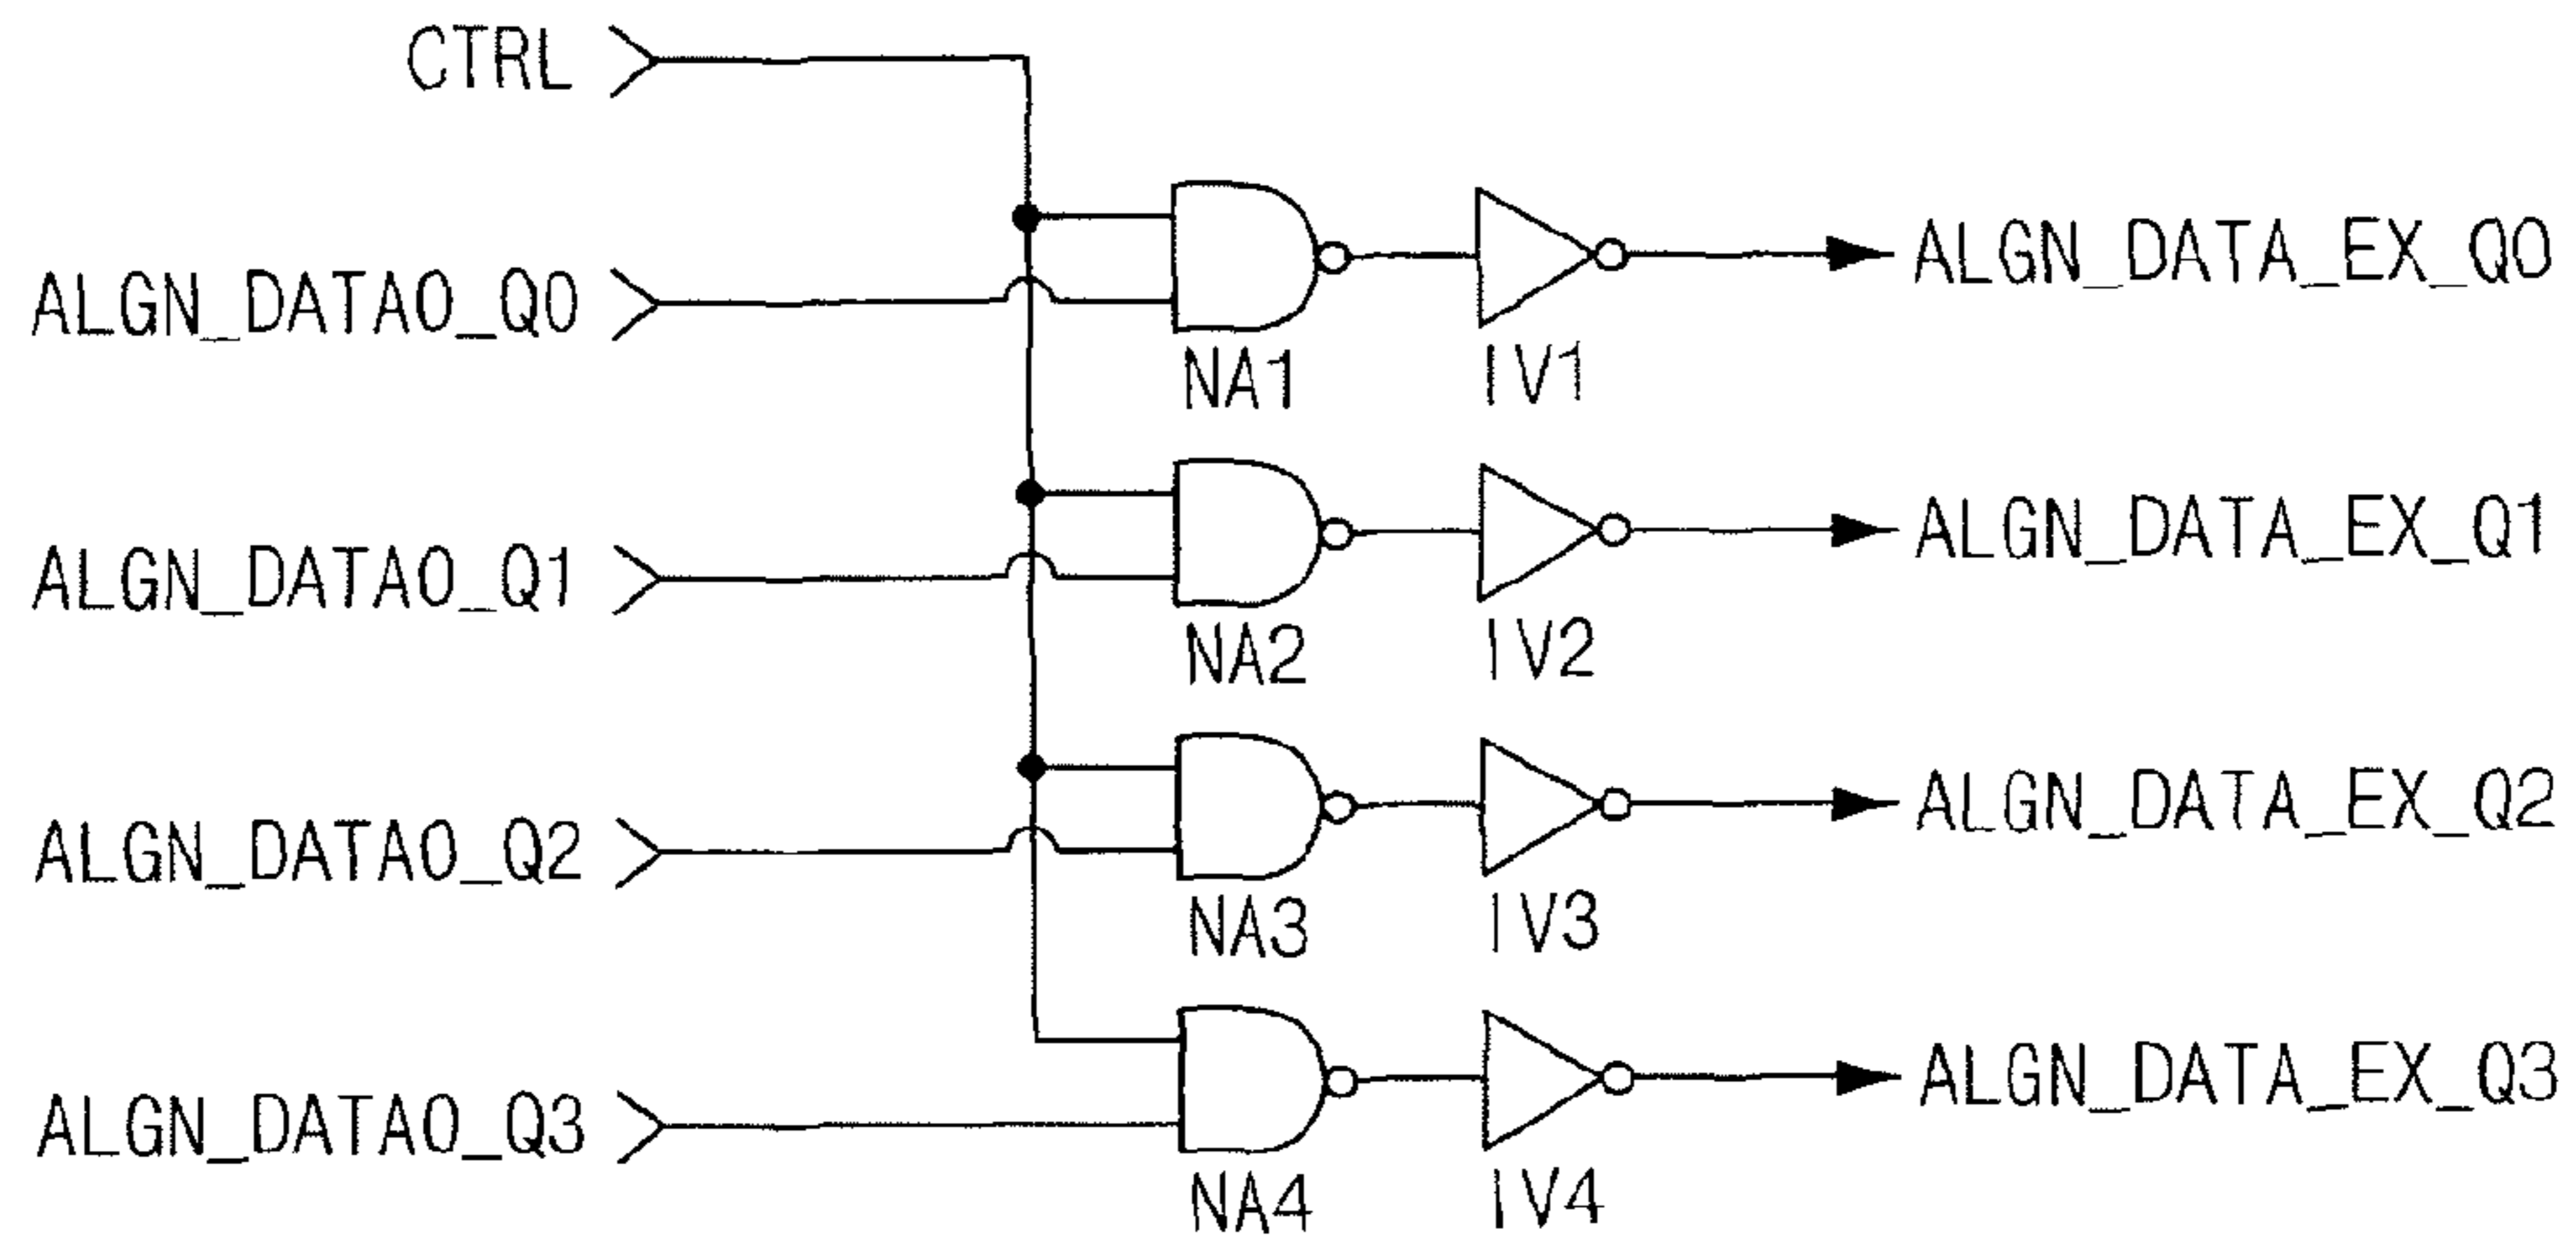 CTRL
ALGN_DATA0_Q0
NA1
IV1
ALGN_DATA_EX_Q0
ALGN_DATA0_Q1
NA2
IV2
ALGN_DATA_EX_Q1
ALGN_DATA0_Q2
NA3
IV3
ALGN_DATA_EX_Q2
ALGN_DATA0_Q3
NA4
IV4
ALGN_DATA_EX_Q3